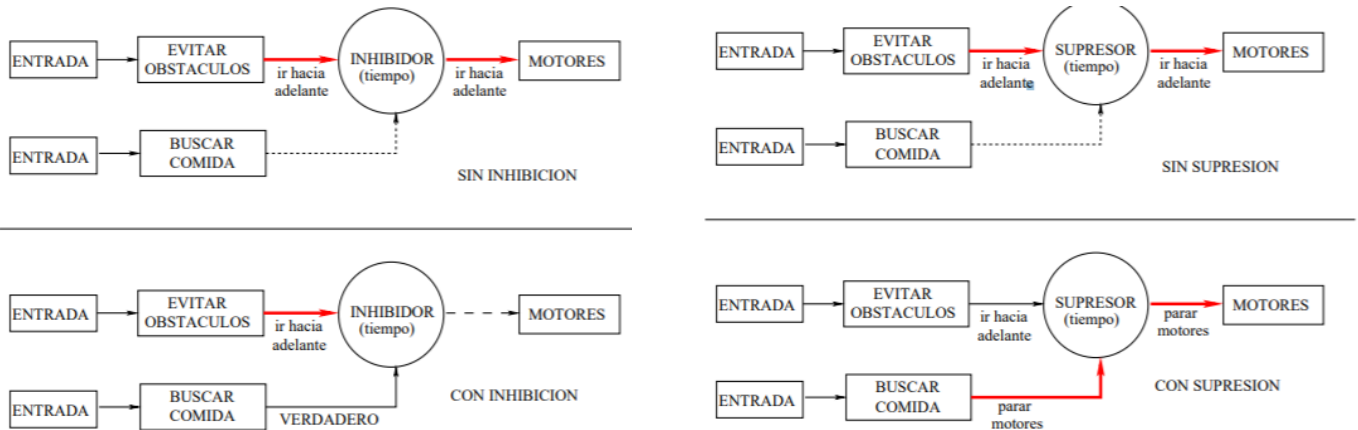 ENTRADA
EVITAR
OBSTACULOS
ir hacia
adelante
INHIBIDOR
(tiempo)
ir hacia
adelante
MOTORES
ENTRADA
BUSCAR
COMIDA
SIN INHIBICION
ENTRADA
EVITAR
OBSTACULOS
ir hacia
adelante
SUPRESOR
(tiempo)
ir hacia
adelante
MOTORES
ENTRADA
BUSCAR
COMIDA
SIN SUPRESION
ENTRADA
EVITAR
OBSTACULOS
ir hacia
adelante
INHIBIDOR
(tiempo)
MOTORES
ENTRADA
BUSCAR
COMIDA
VERDADERO
CON INHIBICION
ENTRADA
EVITAR
OBSTACULOS
ir hacia
adelante
SUPRESOR
(tiempo)
parar
motores
MOTORES
ENTRADA
BUSCAR
COMIDA
parar
motores
CON SUPRESION